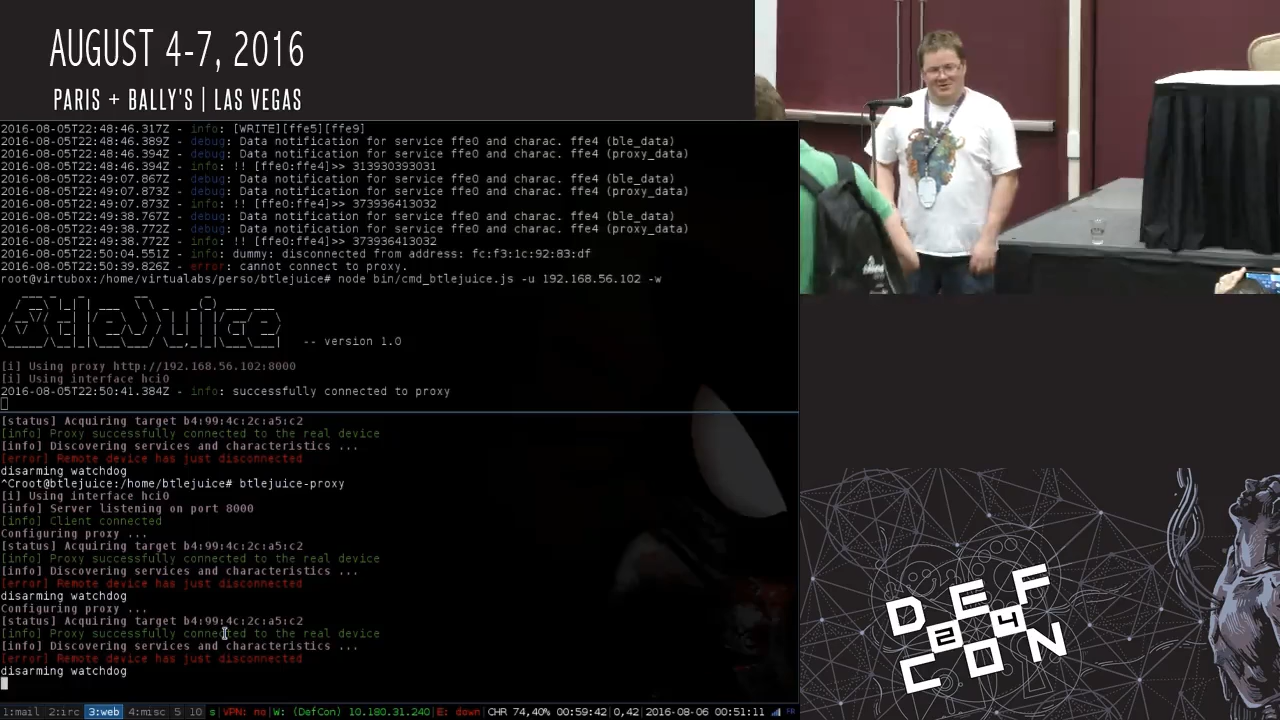 AUGUST 4-7, 2016
PARIS + BALLY'S | LAS VEGAS
2016-08-05T22:48:46.317Z - info: [WRITE][ffe5][ffe9]
2016-08-05T22:48:46.389Z - debug: Data notification for service ffe0 and charac. ffe4 (ble_data)
2016-08-05T22:48:46.394Z - debug: Data notification for service ffe0 and charac. ffe4 (proxy_data)
2016-08-05T22:48:46.394Z - info: !! [ffe0:ffe4]>> 313930393031
2016-08-05T22:49:07.867Z - debug: Data notification for service ffe0 and charac. ffe4 (ble_data)
2016-08-05T22:49:07.873Z - debug: Data notification for service ffe0 and charac. ffe4 (proxy_data)
2016-08-05T22:49:07.873Z - info: !! [ffe0:ffe4]>> 373936413032
2016-08-05T22:49:38.767Z - debug: Data notification for service ffe0 and charac. ffe4 (ble_data)
2016-08-05T22:49:38.772Z - debug: Data notification for service ffe0 and charac. ffe4 (proxy_data)
2016-08-05T22:49:38.772Z - info: !! [ffe0:ffe4]>> 373936413032
2016-08-05T22:50:04.551Z - info: dummy: disconnected from address: fc:f3:1c:92:83:df
2016-08-05T22:50:39.826Z - error: cannot connect to proxy.
root@virtubox:/home/virtualabs/perso/btlejuice# node bin/cmd_btlejuice.js -u 192.168.56.102 -w
BtleJuice -- version 1.0
[i] Using proxy http://192.168.56.102:8000
[i] Using interface hci0
2016-08-05T22:50:41.384Z - info: successfully connected to proxy
[status] Acquiring target b4:99:4c:2c:a5:c2
[info] Proxy successfully connected to the real device
[info] Discovering services and characteristics ...
[error] Remote device has just disconnected
disarming watchdog
^Croot@btlejuice:/home/btlejuice# btlejuice-proxy
[i] Using interface hci0
[info] Server listening on port 8000
[info] Client connected
Configuring proxy ...
[status] Acquiring target b4:99:4c:2c:a5:c2
[info] Proxy successfully connected to the real device
[info] Discovering services and characteristics ...
[error] Remote device has just disconnected
disarming watchdog
Configuring proxy ...
[status] Acquiring target b4:99:4c:2c:a5:c2
[info] Proxy successfully connected to the real device
[info] Discovering services and characteristics ...
[error] Remote device has just disconnected
disarming watchdog
1:mail 2:irc 3:web 4:misc 5 10 s|VPN: no|W: (DefCon) 10.180.31.240|E: down|CHR 74,40% 00:59:42|0,42|2016-08-06 00:51:11 FR
DEF
24
CON